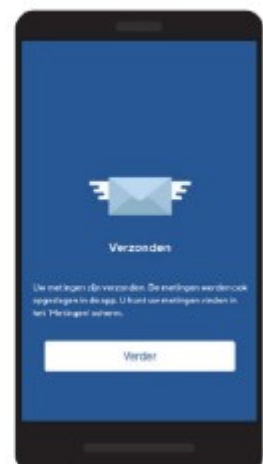 Verzonden
Uw metingen zijn verzonden. De metingen werden ook
opgeslagen in de app. U kunt uw metingen vinden in
het 'Metingen' scherm.
Verder